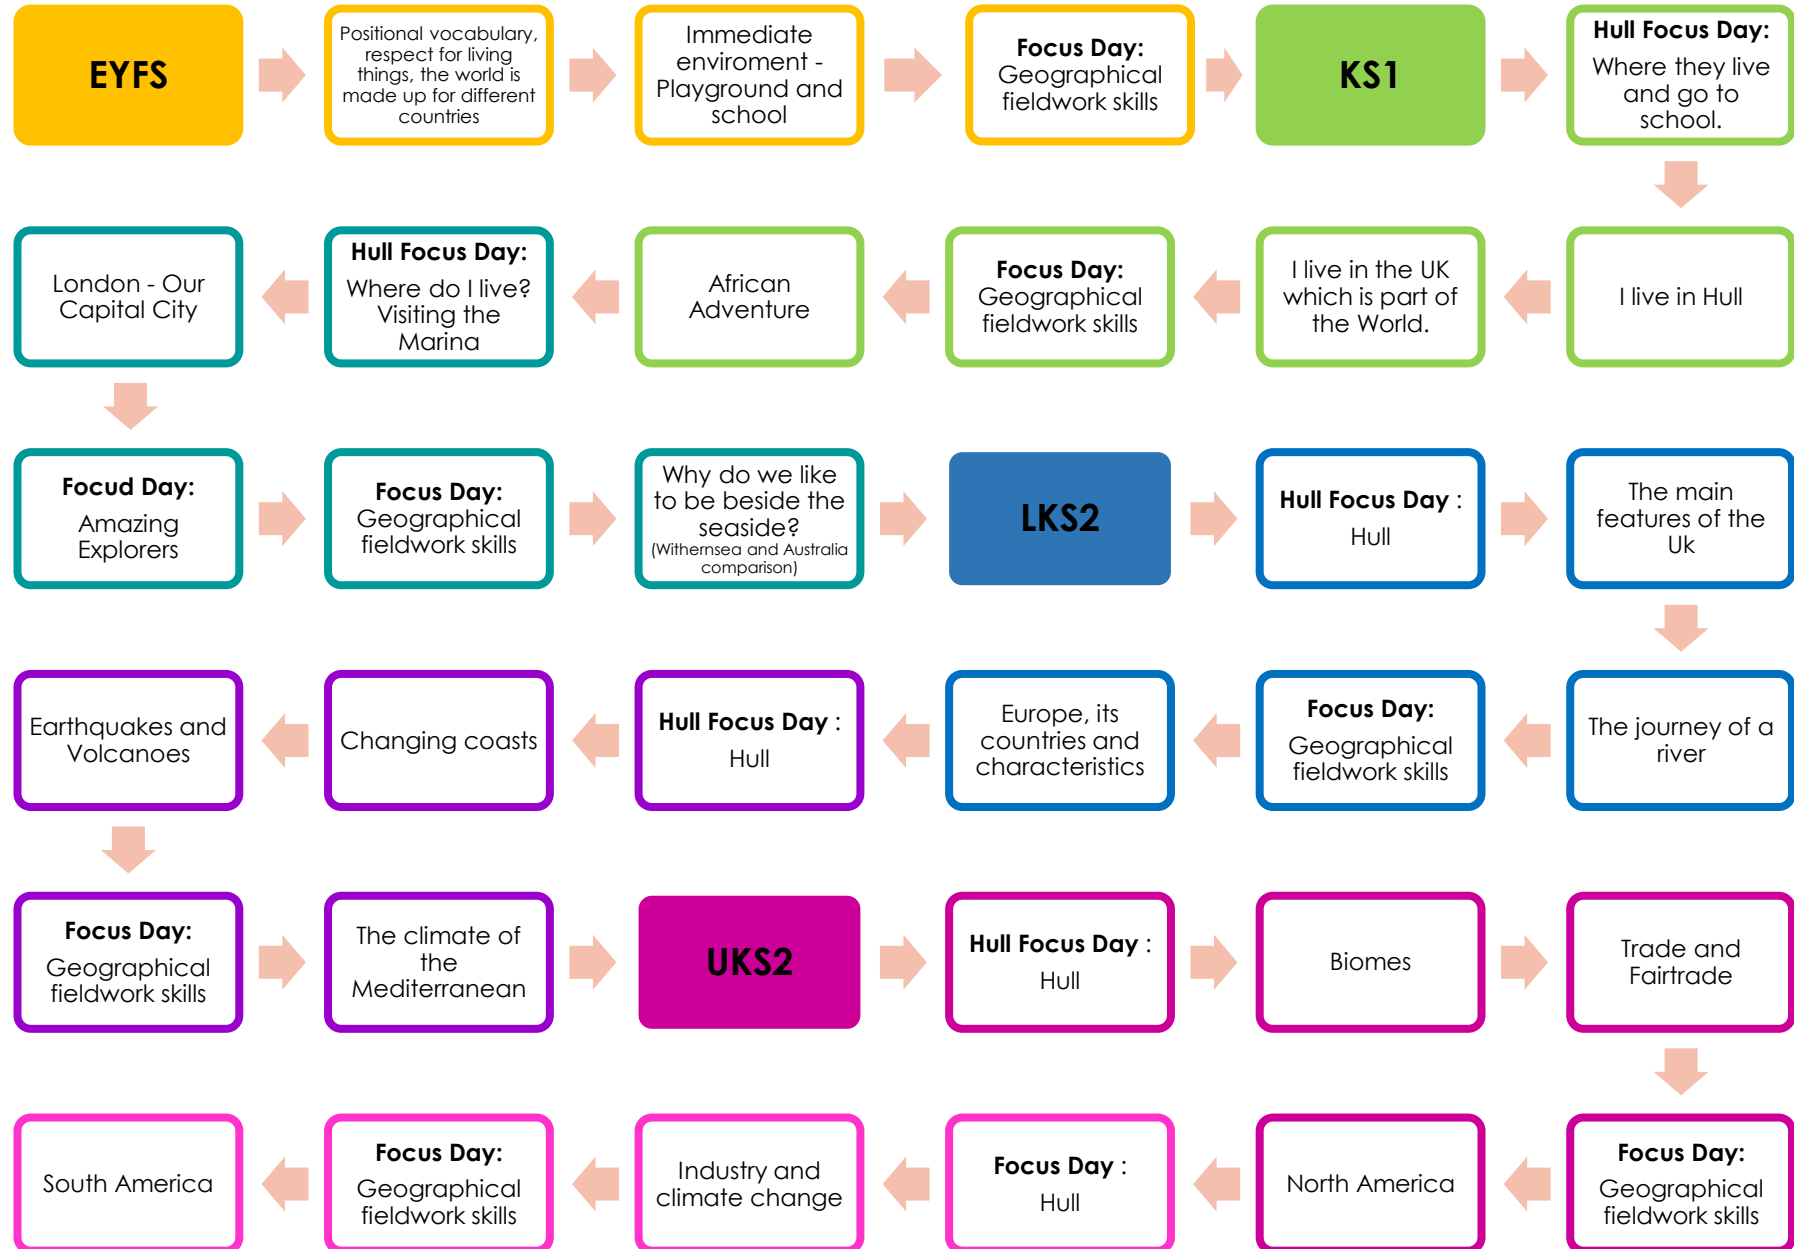 EYFS
Positional vocabulary,
respect for living
things, the world is
made up for different
countries
Immediate
enviroment -
Playground and
school
Focus Day:
Geographical
fieldwork skills
KS1
Hull Focus Day:
Where they live
and go to
school.
I live in Hull
I live in the UK
which is part of
the World.
Focus Day:
Geographical
fieldwork skills
African
Adventure
Hull Focus Day:
Where do I live?
Visiting the
Marina
London - Our
Capital City
Focud Day:
Amazing
Explorers
Focus Day:
Geographical
fieldwork skills
Why do we like
to be beside the
seaside?
(Withernsea and Australia
comparison)
LKS2
Hull Focus Day :
Hull
The main
features of the
Uk
The journey of a
river
Focus Day:
Geographical
fieldwork skills
Europe, its
countries and
characteristics
Hull Focus Day :
Hull
Changing coasts
Earthquakes and
Volcanoes
Focus Day:
Geographical
fieldwork skills
The climate of
the
Mediterranean
UKS2
Hull Focus Day :
Hull
Biomes
Trade and
Fairtrade
Focus Day:
Geographical
fieldwork skills
North America
Focus Day :
Hull
Industry and
climate change
Focus Day:
Geographical
fieldwork skills
South America